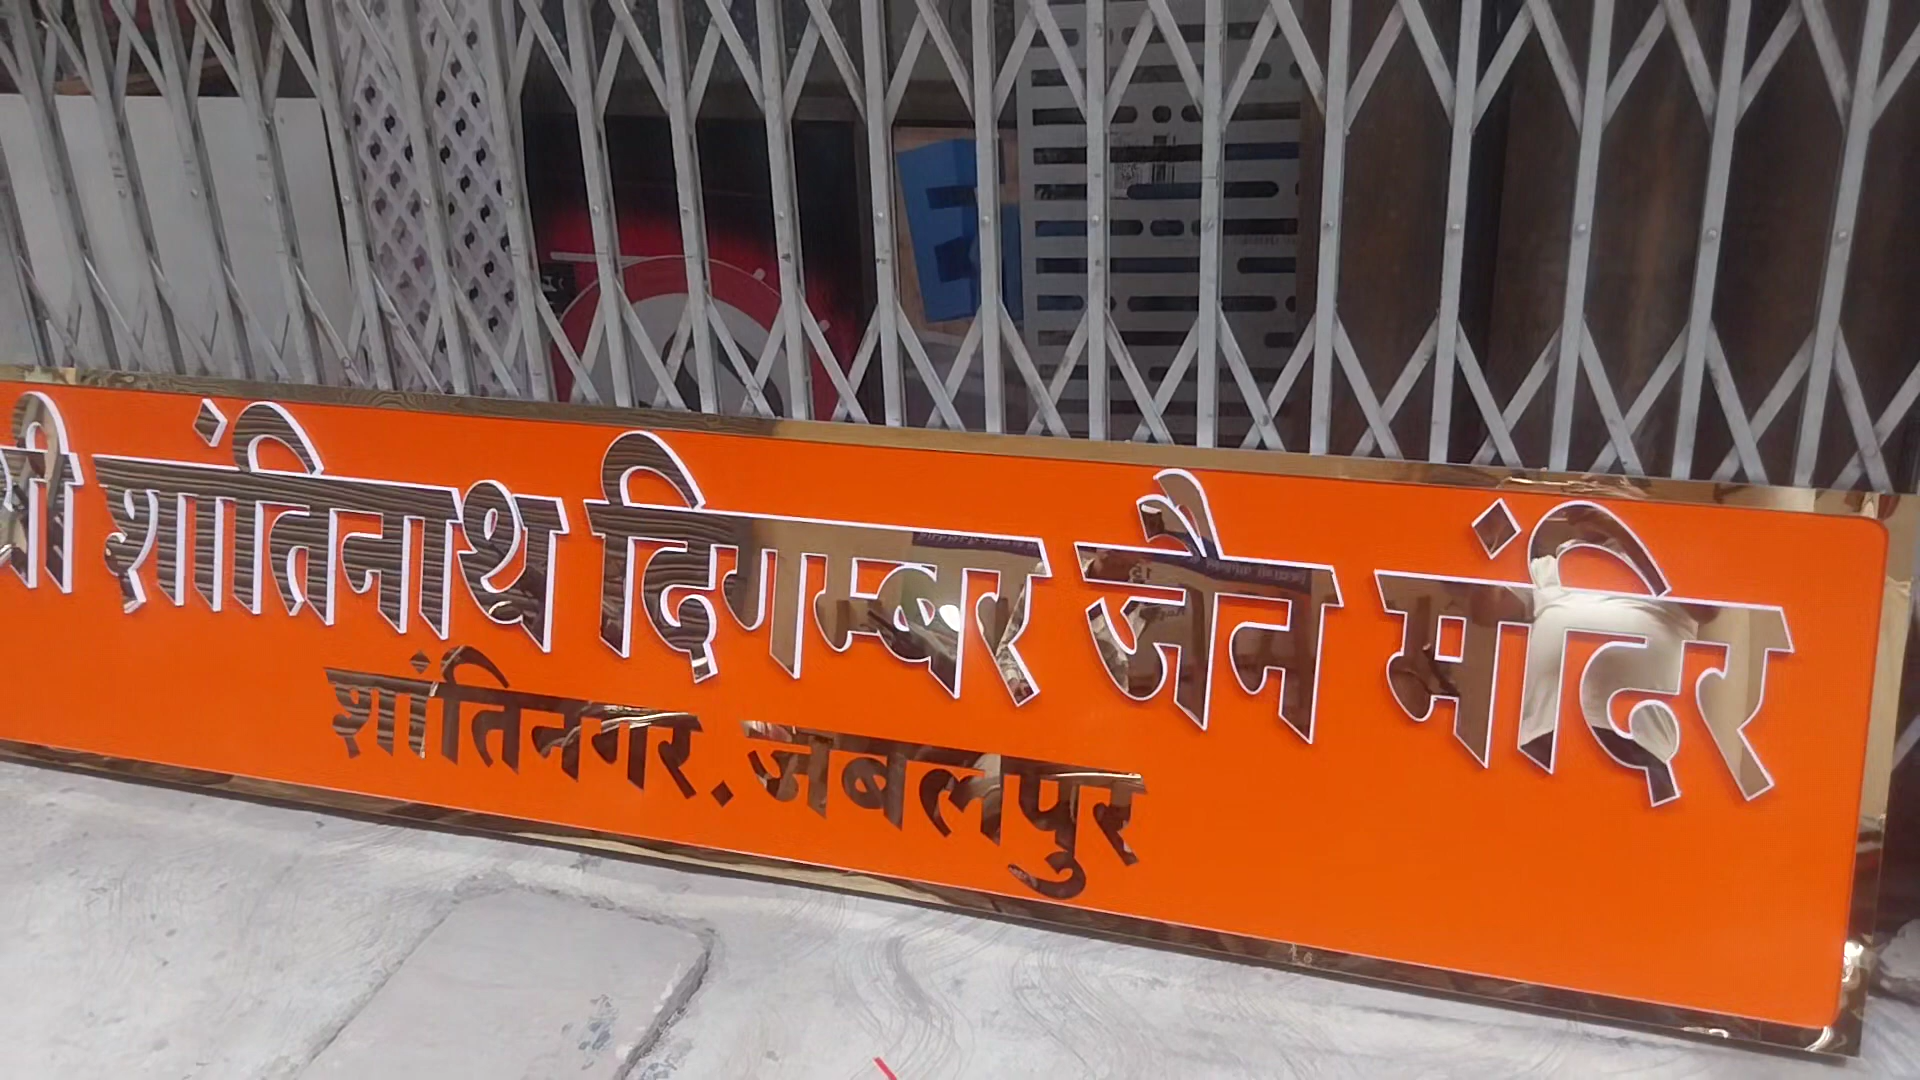 श्री शांतिनाथ दिगम्बर जैन मंदिर
शांतिनगर. जबलपुर